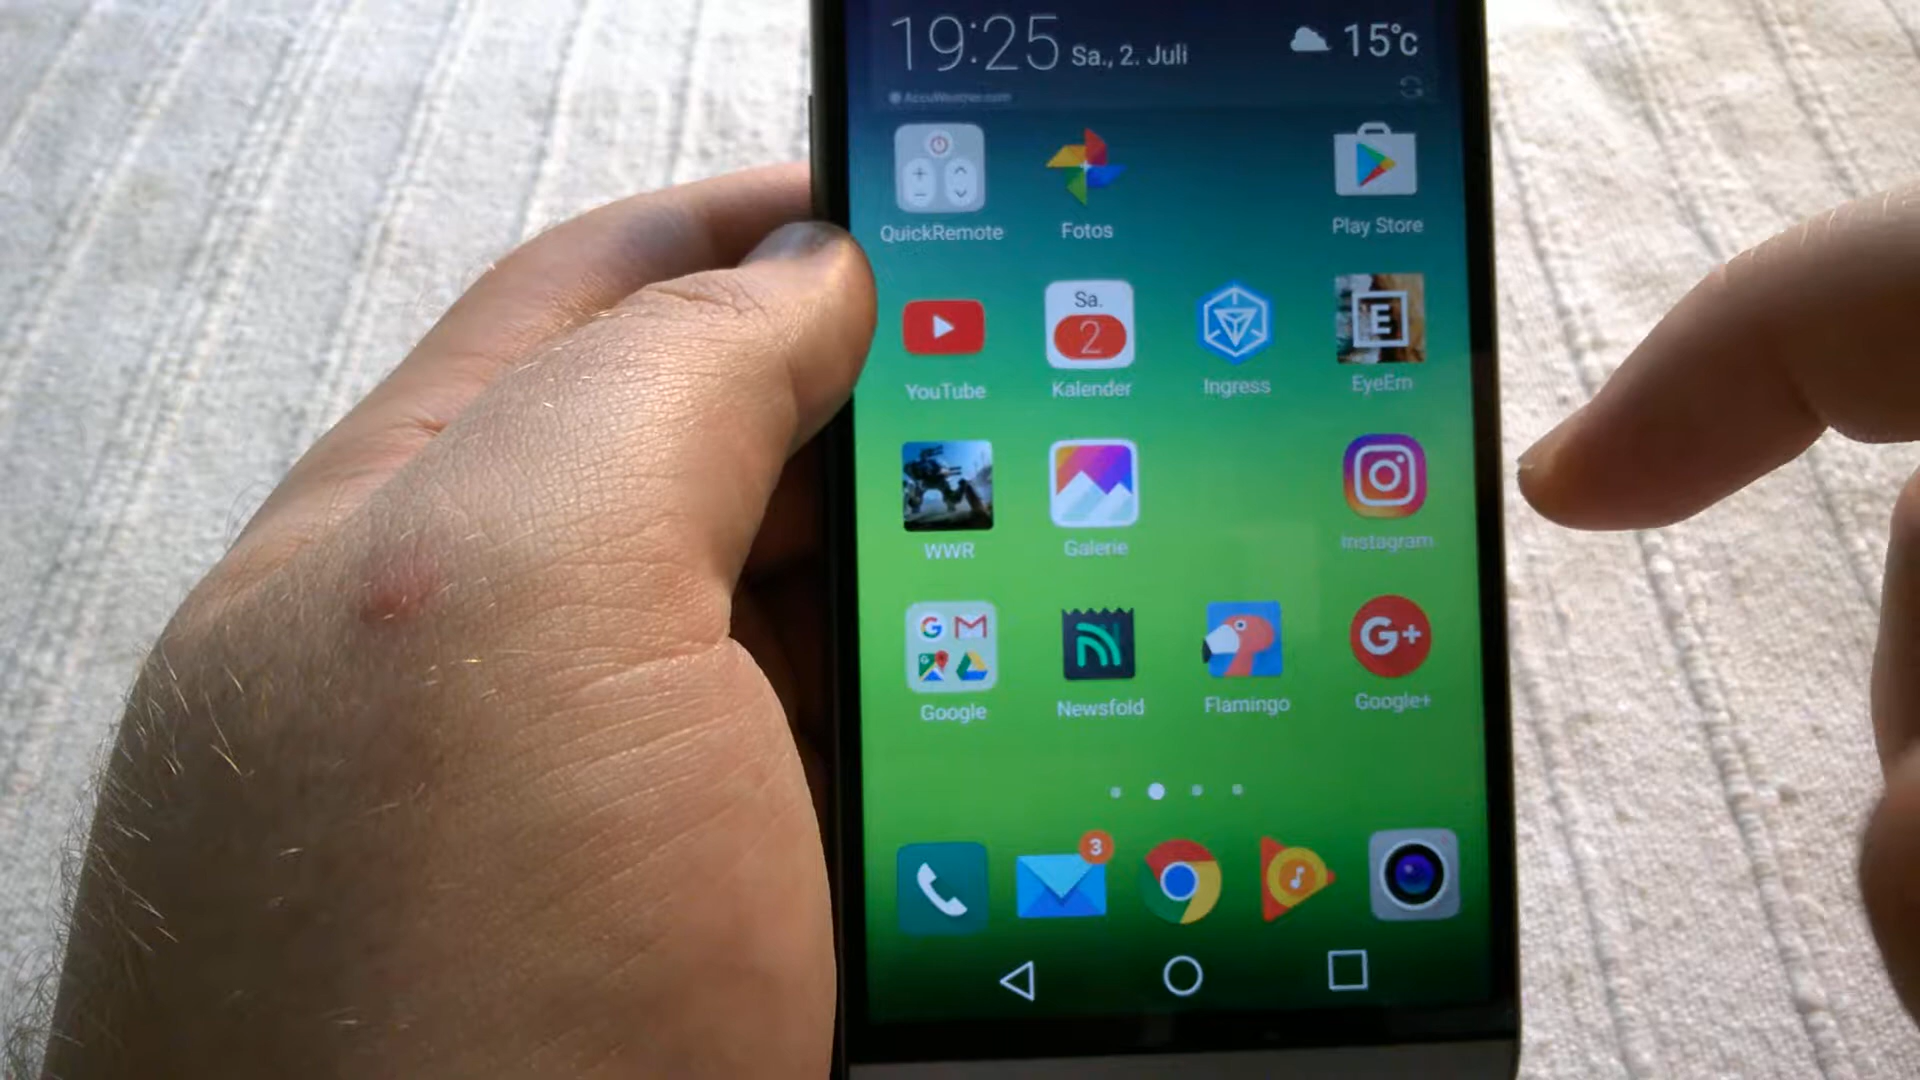 19:25 Sa., 2. Juli 15°c
AccuWeather.com
QuickRemote Fotos Play Store
Sa.
2
E
YouTube Kalender Ingress EyeEm
WWR Galerie Instagram
G M
G+
Google Newsfold Flamingo Google+
3